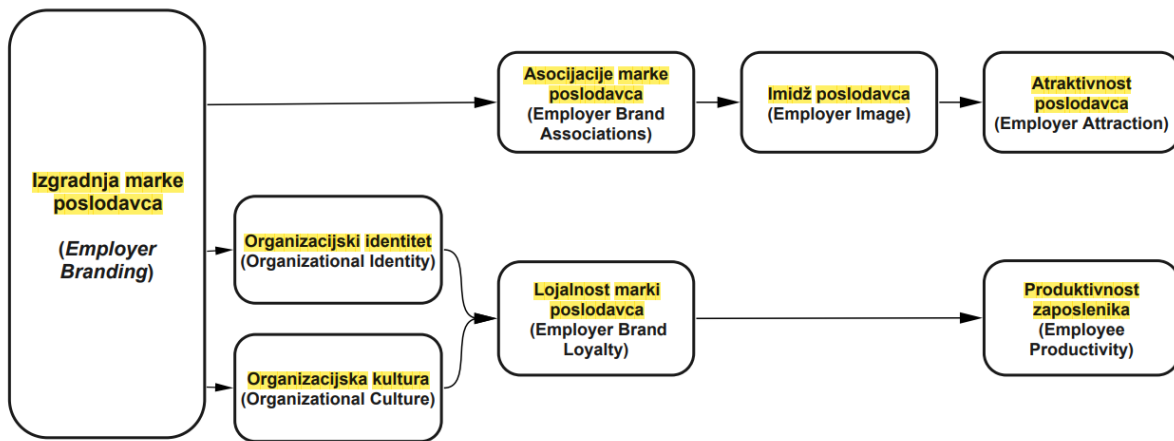 Izgradnja marke
poslodavca
(Employer
Branding)
Asocijacije marke
poslodavca
(Employer Brand
Associations)
Imidž poslodavca
(Employer Image)
Atraktivnost
poslodavca
(Employer Attraction)
Organizacijski identitet
(Organizational Identity)
Organizacijska kultura
(Organizational Culture)
Lojalnost marki
poslodavca
(Employer Brand
Loyalty)
Produktivnost
zaposlenika
(Employee
Productivity)